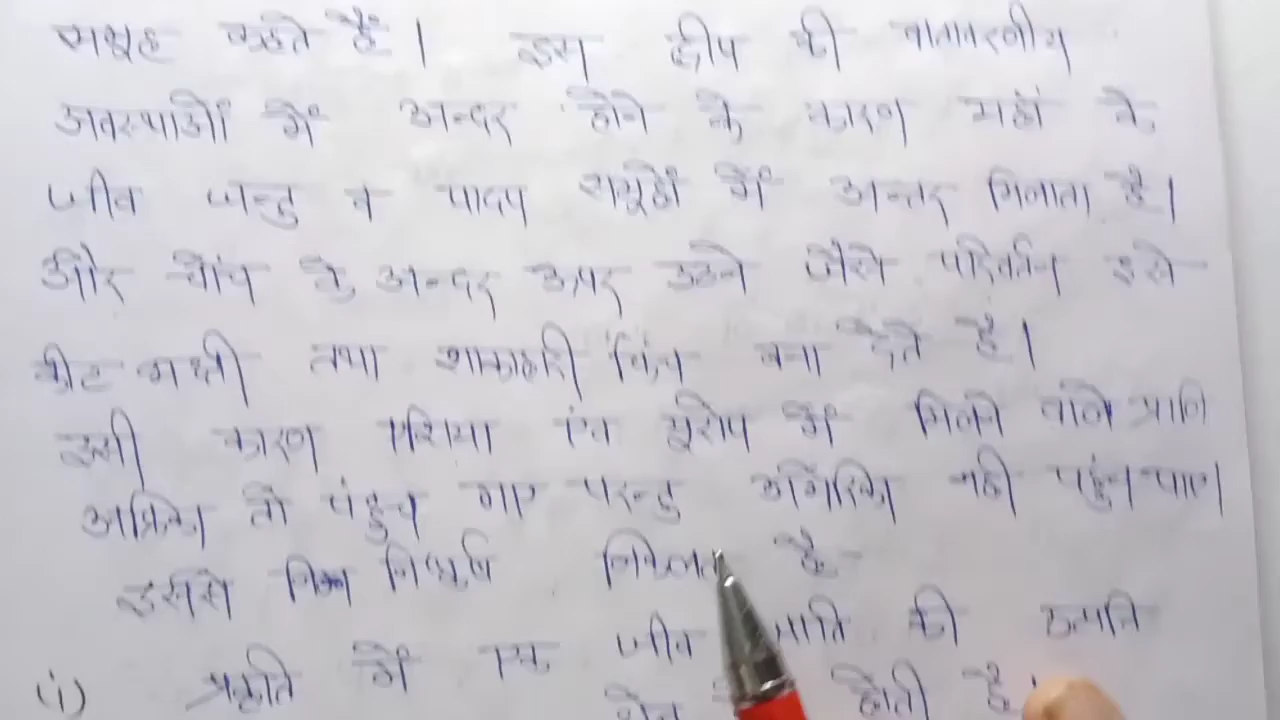 समूह कहते हैं। इस द्वीप की वातावरणीय
अवस्थाओं में अन्दर होने के कारण यहां के
जीव जन्तु व पादप समूहों में अन्तर मिलता है।
और चोंच के अन्दर ऊपर उठने जैसे परिवर्तन इसे
कीट भक्षी तथा शाकाहारी बना देते हैं।
इसी कारण एशिया एंव यूरोप में मिलने वाले प्राणि
अफ्रिका तो पंहुच गए परन्तु अमेरिका नही पहुंच पाए।
इससे निष्कर्ष निकलता है-
(i) प्रकृति में एक जीव जाति की उत्पत्ति
होती है